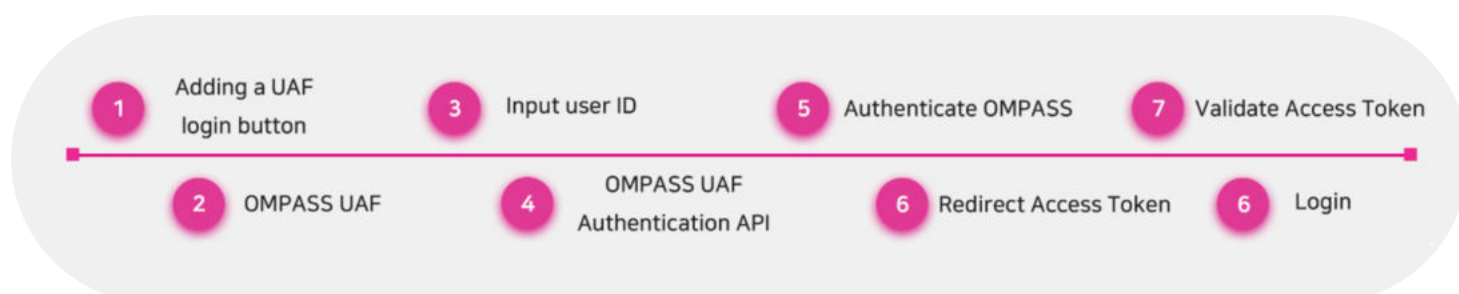 1
Adding a UAF
login button
2
OMPASS UAF
3
Input user ID
4
OMPASS UAF
Authentication API
5
Authenticate OMPASS
6
Redirect Access Token
7
Validate Access Token
6
Login